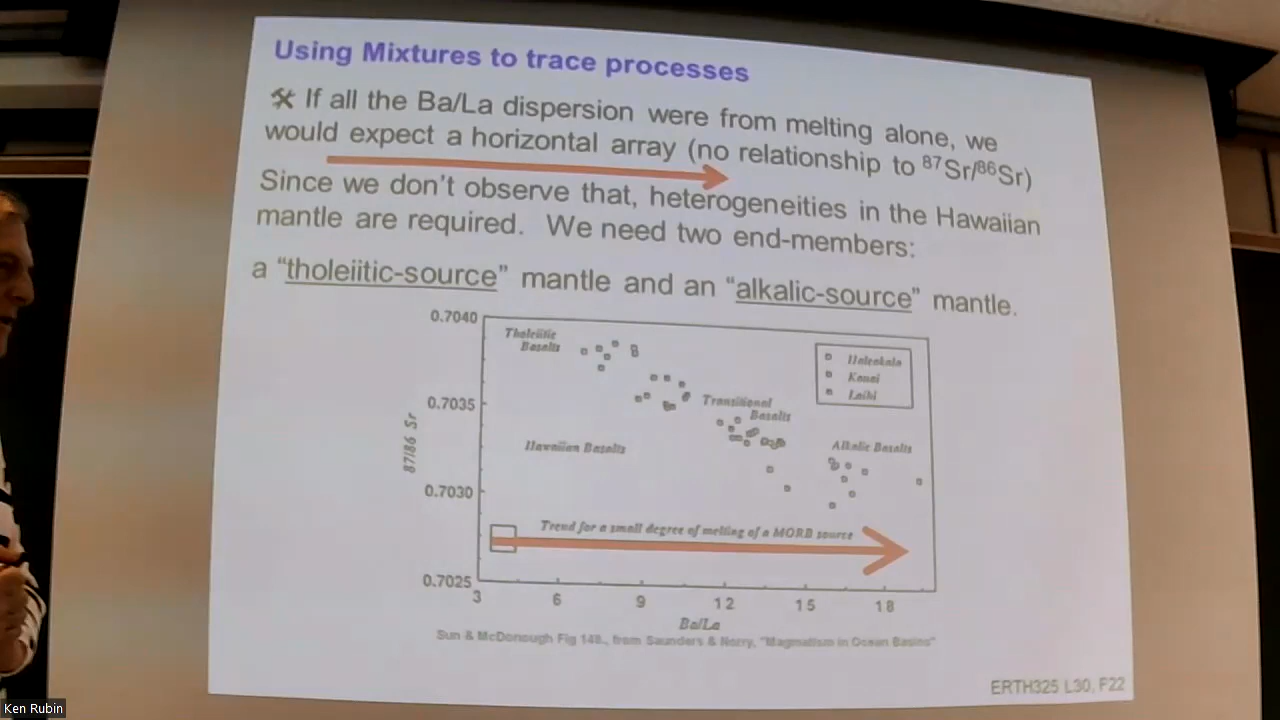 Using Mixtures to trace processes
🛠 If all the Ba/La dispersion were from melting alone, we
would expect a horizontal array (no relationship to ⁸⁷Sr/⁸⁶Sr)
Since we don't observe that, heterogeneities in the Hawaiian
mantle are required. We need two end-members:
a "tholeiitic-source" mantle and an "alkalic-source" mantle.
0.7040
0.7035
0.7030
0.7025
87/86 Sr
Tholeiitic
Basalts
Haleakala
Kauai
Loihi
Transitional
Basalts
Hawaiian Basalts
Alkalic Basalts
Trend for a small degree of melting of a MORB source
3 6 9 12 15 18
Ba/La
Sun & McDonough Fig 14B., from Saunders & Norry, "Magmatism in Ocean Basins"
ERTH325 L30, F22
Ken Rubin